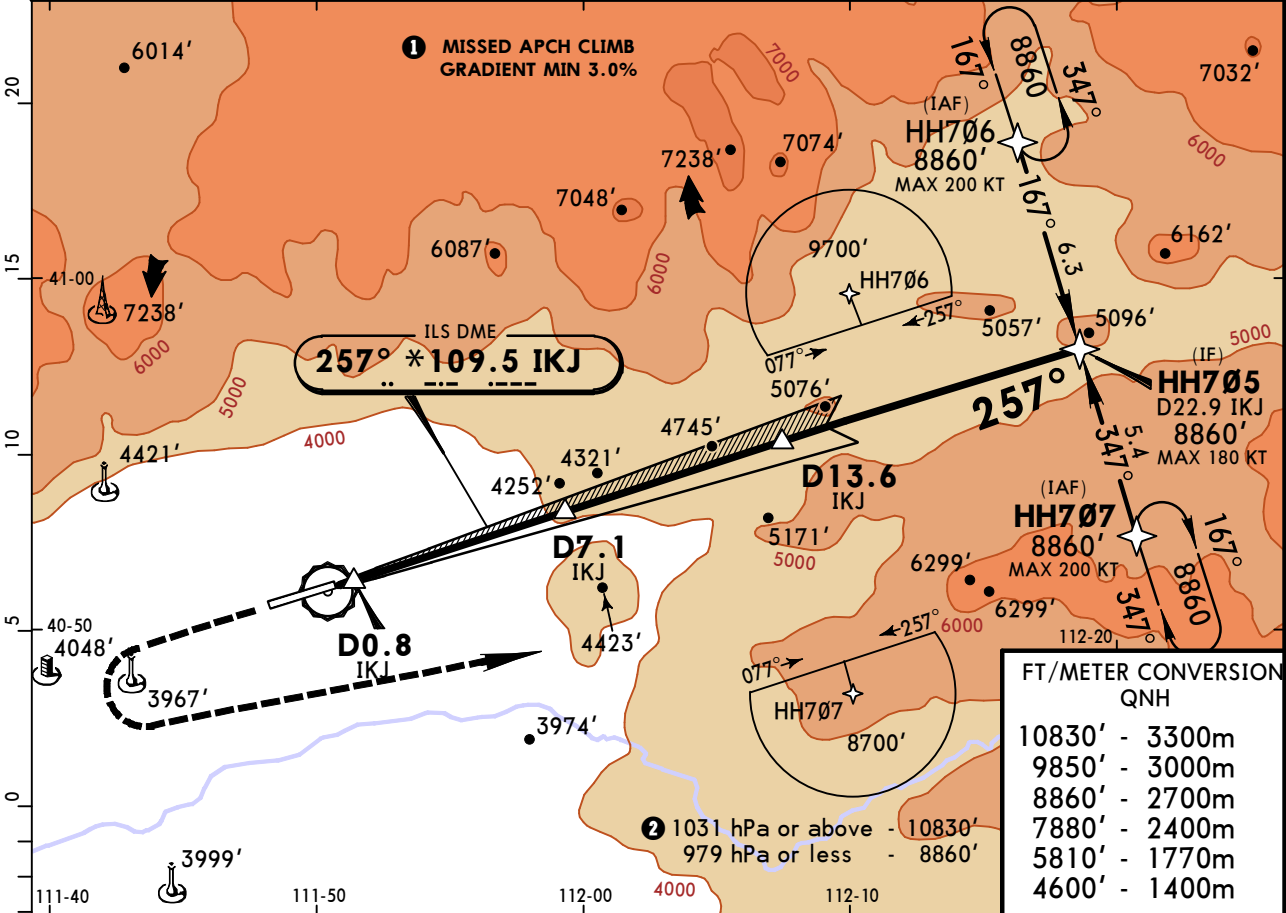 6014'
❶ MISSED APCH CLIMB
GRADIENT MIN 3.0%
7000
167°
8860
347°
7032'
20
(IAF)
HH7Ø6
8860'
MAX 200 KT
7238'
7074'
6000
7048'
167°
6087'
6000
9700'
HH7Ø6
6.3
6162'
15
41-00
7238'
6000
257°
5057'
5096'
5000
077°
ILS DME
257° *109.5 IKJ
5000
5076'
257°
(IF)
HH7Ø5
D22.9 IKJ
8860'
MAX 180 KT
4745'
10
4000
4421'
4321'
4252'
D13.6
IKJ
347°
5.4
(IAF)
HH7Ø7
8860'
MAX 200 KT
D7.1
IKJ
5171'
5000
167°
8860
347°
6299'
6299'
6000
5
40-50
4048'
D0.8
IKJ
4423'
257°
077°
112-20
3967'
HH7Ø7
8700'
3974'
FT/METER CONVERSION
QNH
10830' - 3300m
9850' - 3000m
8860' - 2700m
7880' - 2400m
5810' - 1770m
4600' - 1400m
0
❷ 1031 hPa or above - 10830'
979 hPa or less - 8860'
3999'
4000
111-40
111-50
112-00
112-10